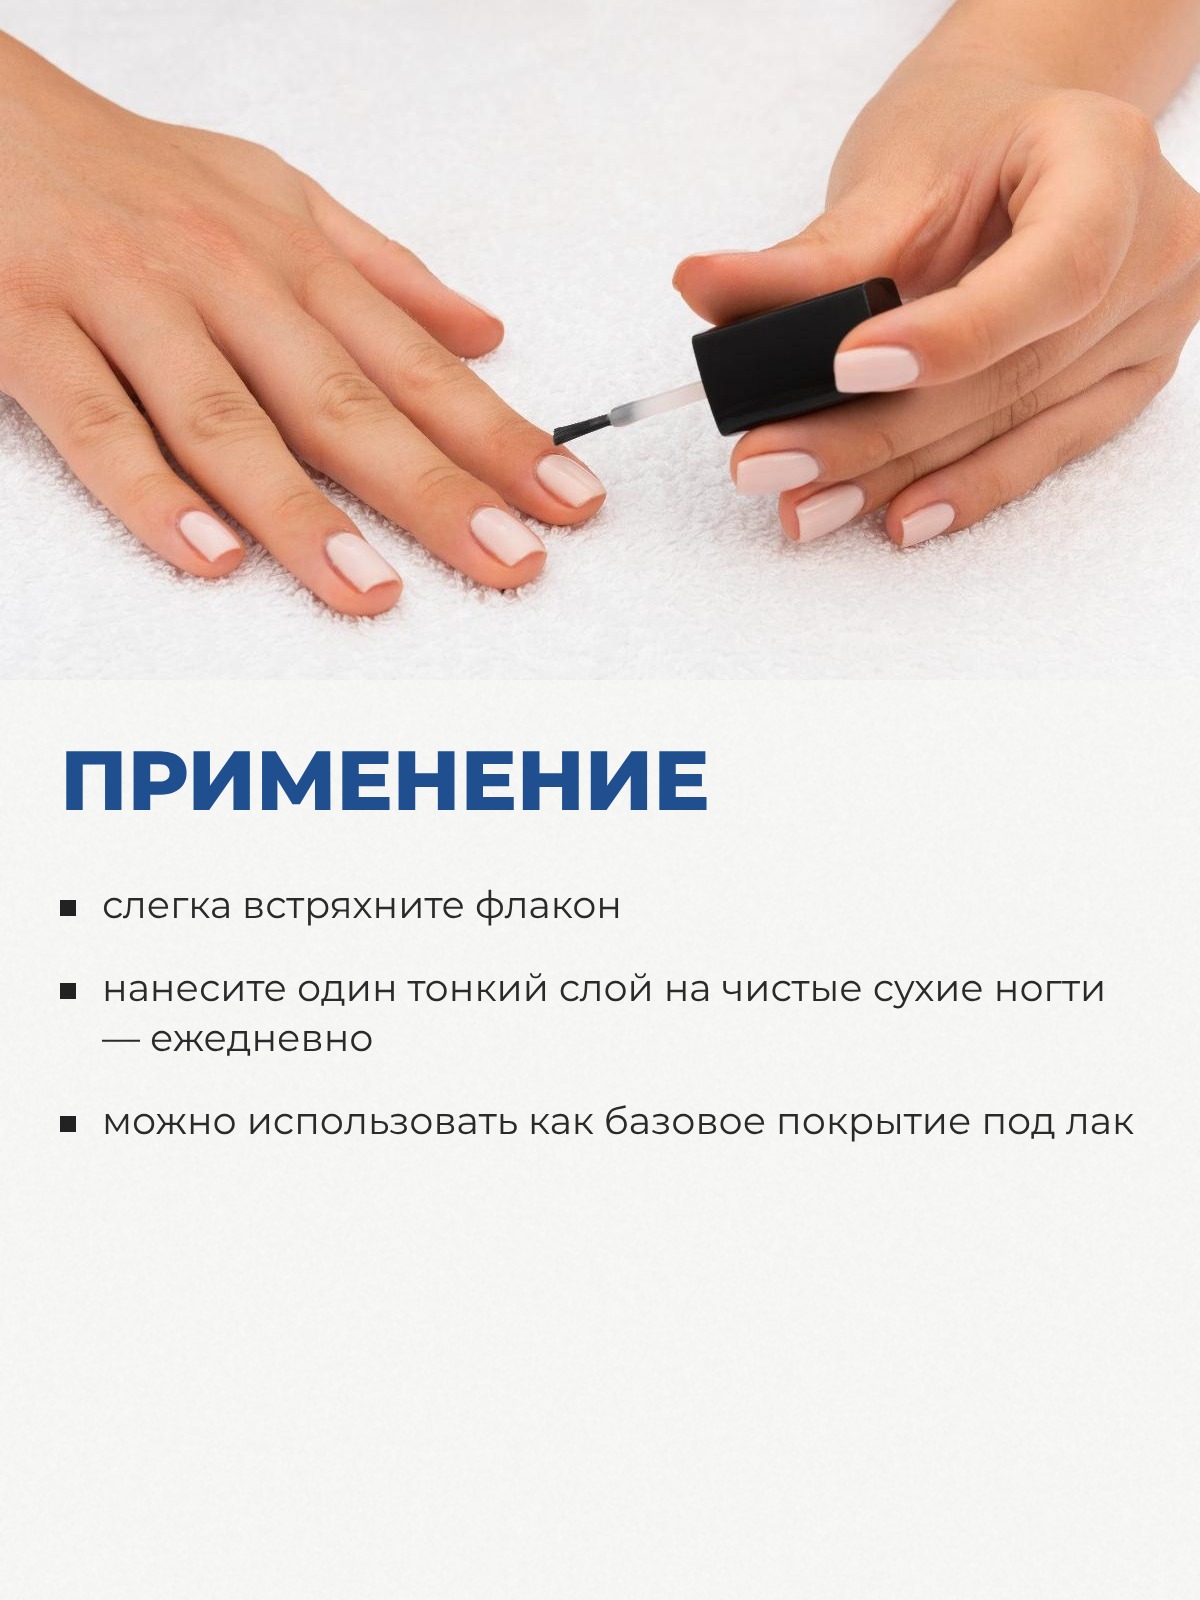 ПРИМЕНЕНИЕ
слегка встряхните флакон
нанесите один тонкий слой на чистые сухие ногти
— ежедневно
можно использовать как базовое покрытие под лак